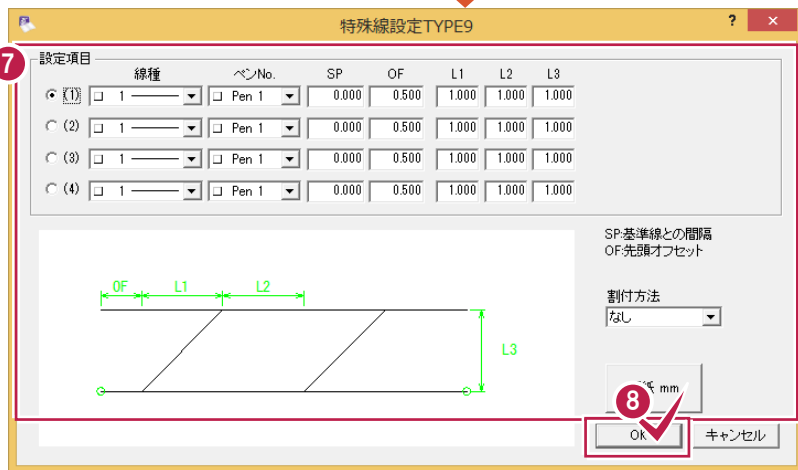 特殊線設定TYPE9 ? ×
7
設定項目
線種 ペンNo. SP OF L1 L2 L3
(1) 1 Pen 1 0.000 0.500 1.000 1.000 1.000
(2) 1 Pen 1 0.000 0.500 1.000 1.000 1.000
(3) 1 Pen 1 0.000 0.500 1.000 1.000 1.000
(4) 1 Pen 1 0.000 0.500 1.000 1.000 1.000
SP:基準線との間隔
OF:先頭オフセット
OF L1 L2
割付方法
なし
L3
mm
8
OK キャンセル